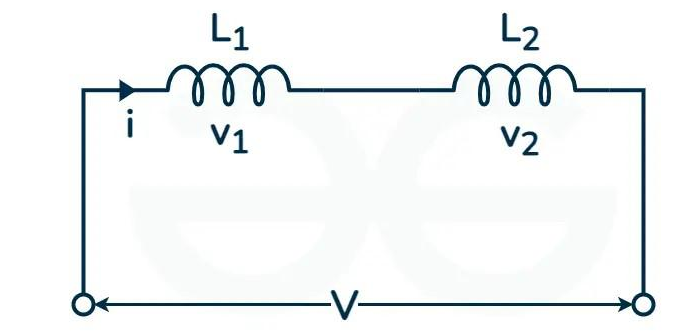 L₁ L₂
i v₁ v₂
V